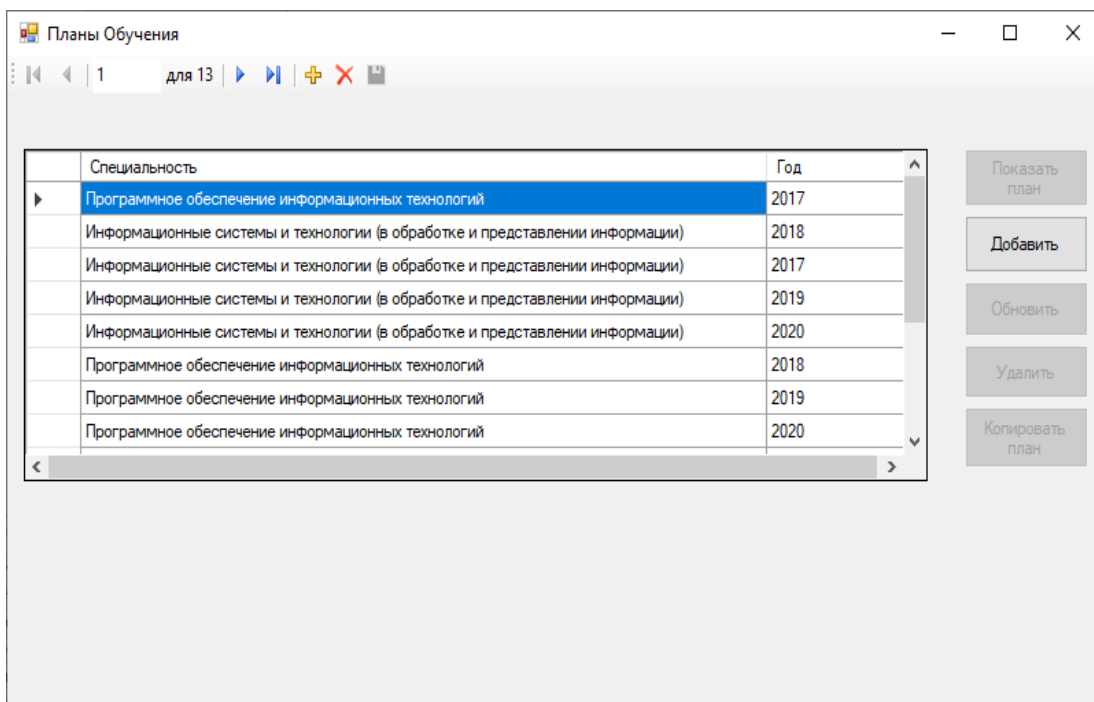 Планы Обучения
1 для 13
Специальность Год
Программное обеспечение информационных технологий 2017
Информационные системы и технологии (в обработке и представлении информации) 2018
Информационные системы и технологии (в обработке и представлении информации) 2017
Информационные системы и технологии (в обработке и представлении информации) 2019
Информационные системы и технологии (в обработке и представлении информации) 2020
Программное обеспечение информационных технологий 2018
Программное обеспечение информационных технологий 2019
Программное обеспечение информационных технологий 2020
Показать
план
Добавить
Обновить
Удалить
Копировать
план